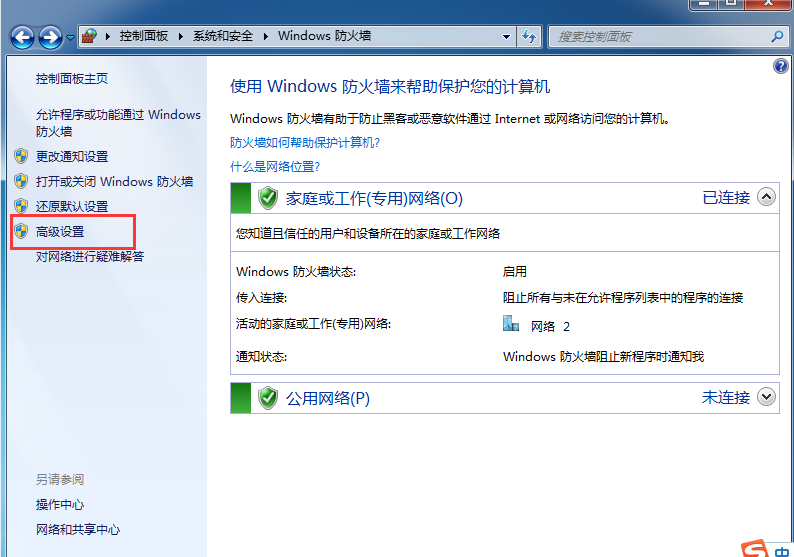 控制面板 系统和安全 Windows 防火墙
搜索控制面板
控制面板主页
允许程序或功能通过 Windows
防火墙
更改通知设置
打开或关闭 Windows 防火墙
还原默认设置
高级设置
对网络进行疑难解答
另请参阅
操作中心
网络和共享中心
使用 Windows 防火墙来帮助保护您的计算机
Windows 防火墙有助于防止黑客或恶意软件通过 Internet 或网络访问您的计算机。
防火墙如何帮助保护计算机?
什么是网络位置?
家庭或工作(专用)网络(O) 已连接
您知道且信任的用户和设备所在的家庭或工作网络
Windows 防火墙状态: 启用
传入连接: 阻止所有与未在允许程序列表中的程序的连接
活动的家庭或工作(专用)网络: 网络 2
通知状态: Windows 防火墙阻止新程序时通知我
公用网络(P) 未连接
中